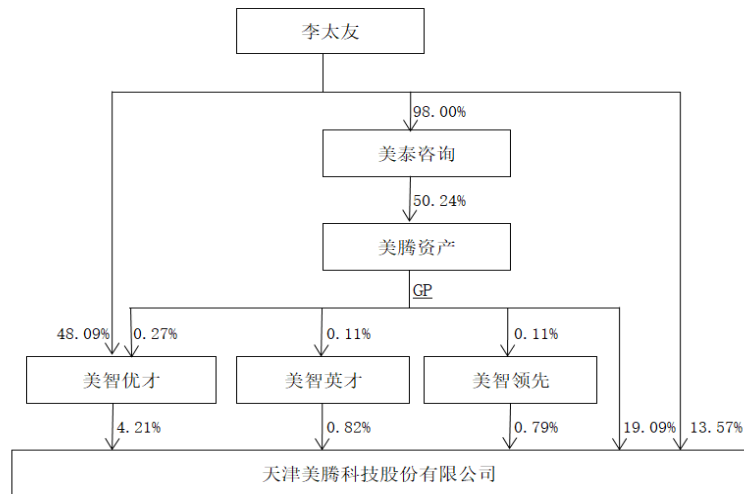 李太友
98.00%
美泰咨询
50.24%
美腾资产
GP
48.09%
0.27%
0.11%
0.11%
美智优才
美智英才
美智领先
4.21%
0.82%
0.79%
19.09%
13.57%
天津美腾科技股份有限公司